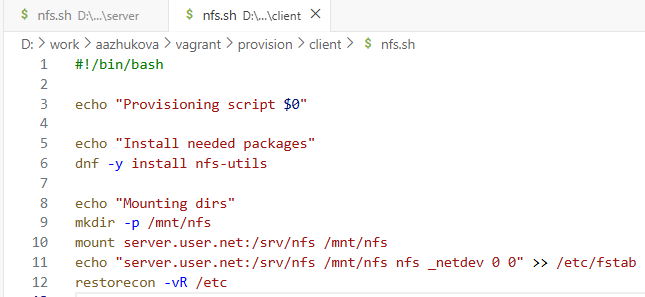 $ nfs.sh D:\...\server $ nfs.sh D:\...\client ×
D: > work > aazhukova > vagrant > provision > client > $ nfs.sh
1 #!/bin/bash
2
3 echo "Provisioning script $0"
4
5 echo "Install needed packages"
6 dnf -y install nfs-utils
7
8 echo "Mounting dirs"
9 mkdir -p /mnt/nfs
10 mount server.user.net:/srv/nfs /mnt/nfs
11 echo "server.user.net:/srv/nfs /mnt/nfs nfs _netdev 0 0" >> /etc/fstab
12 restorecon -vR /etc